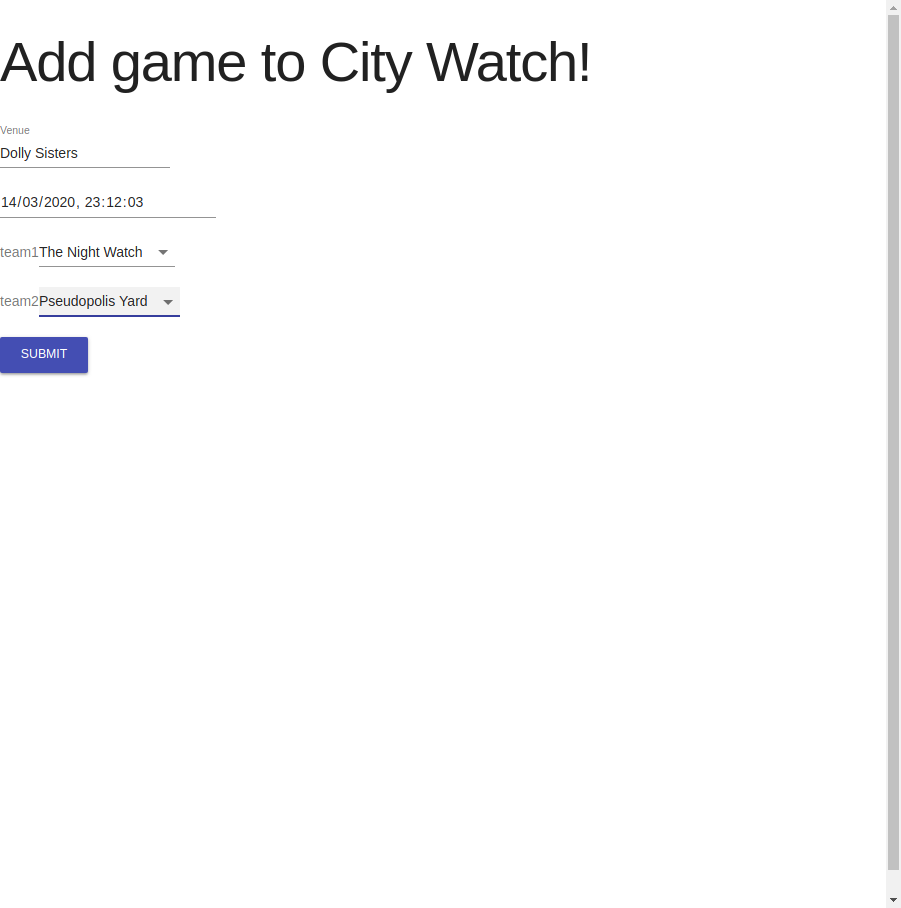 Add game to City Watch!
Venue
Dolly Sisters
14/03/2020, 23:12:03
team1 The Night Watch
team2 Pseudopolis Yard
SUBMIT